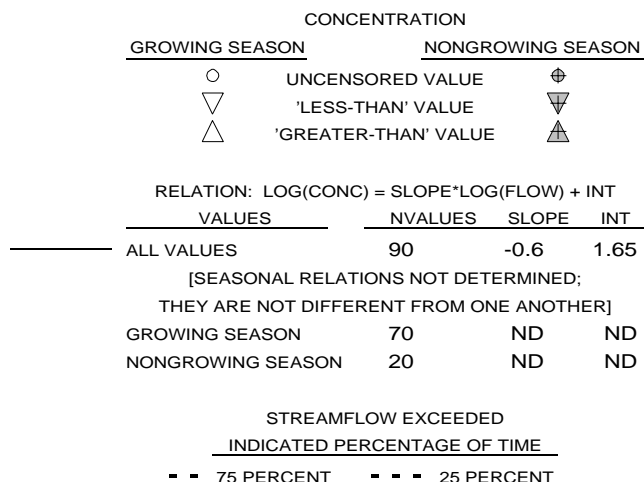 CONCENTRATION
GROWING SEASON NONGROWING SEASON
UNCENSORED VALUE
'LESS-THAN' VALUE
'GREATER-THAN' VALUE
RELATION: LOG(CONC) = SLOPE*LOG(FLOW) + INT
VALUES NVALUES SLOPE INT
ALL VALUES 90 -0.6 1.65
[SEASONAL RELATIONS NOT DETERMINED;
THEY ARE NOT DIFFERENT FROM ONE ANOTHER]
GROWING SEASON 70 ND ND
NONGROWING SEASON 20 ND ND
STREAMFLOW EXCEEDED
INDICATED PERCENTAGE OF TIME
75 PERCENT 25 PERCENT